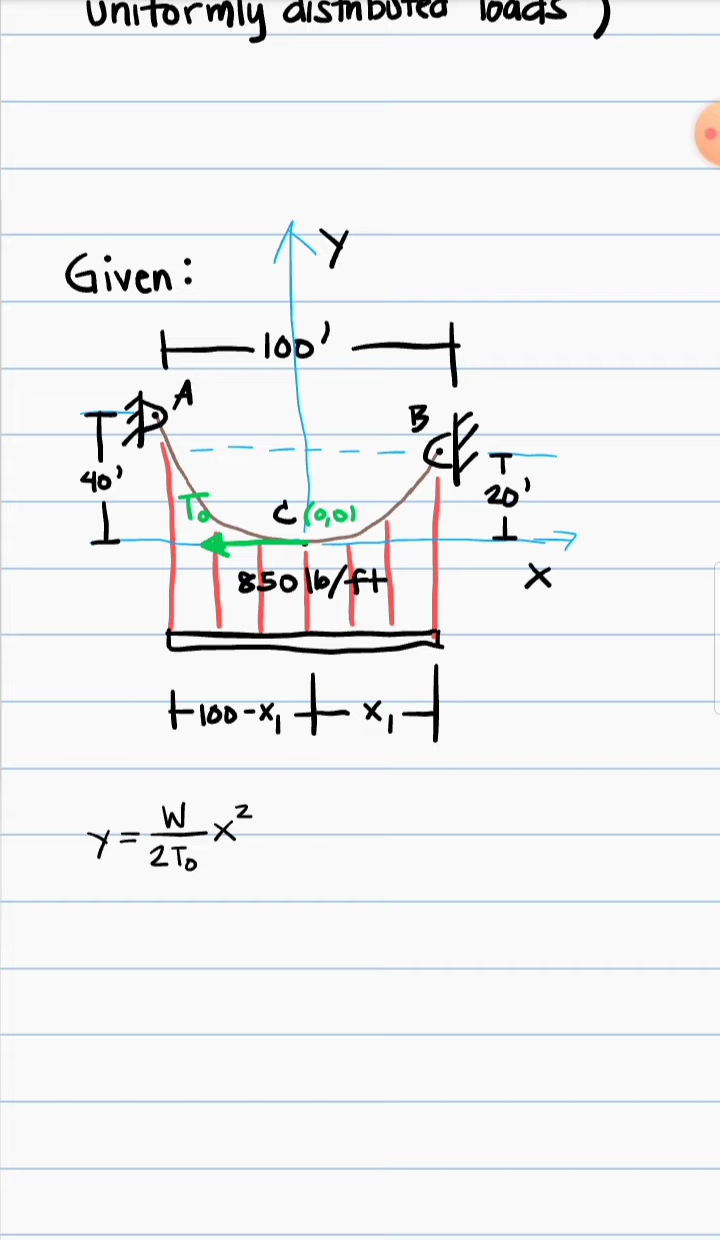 Uniformly distributed loads )
Given:
Y
100'
A
B
40'
20'
T₀
C (0,0)
850 lb/ft
X
100-x₁
x₁
y = W/2T₀ x²